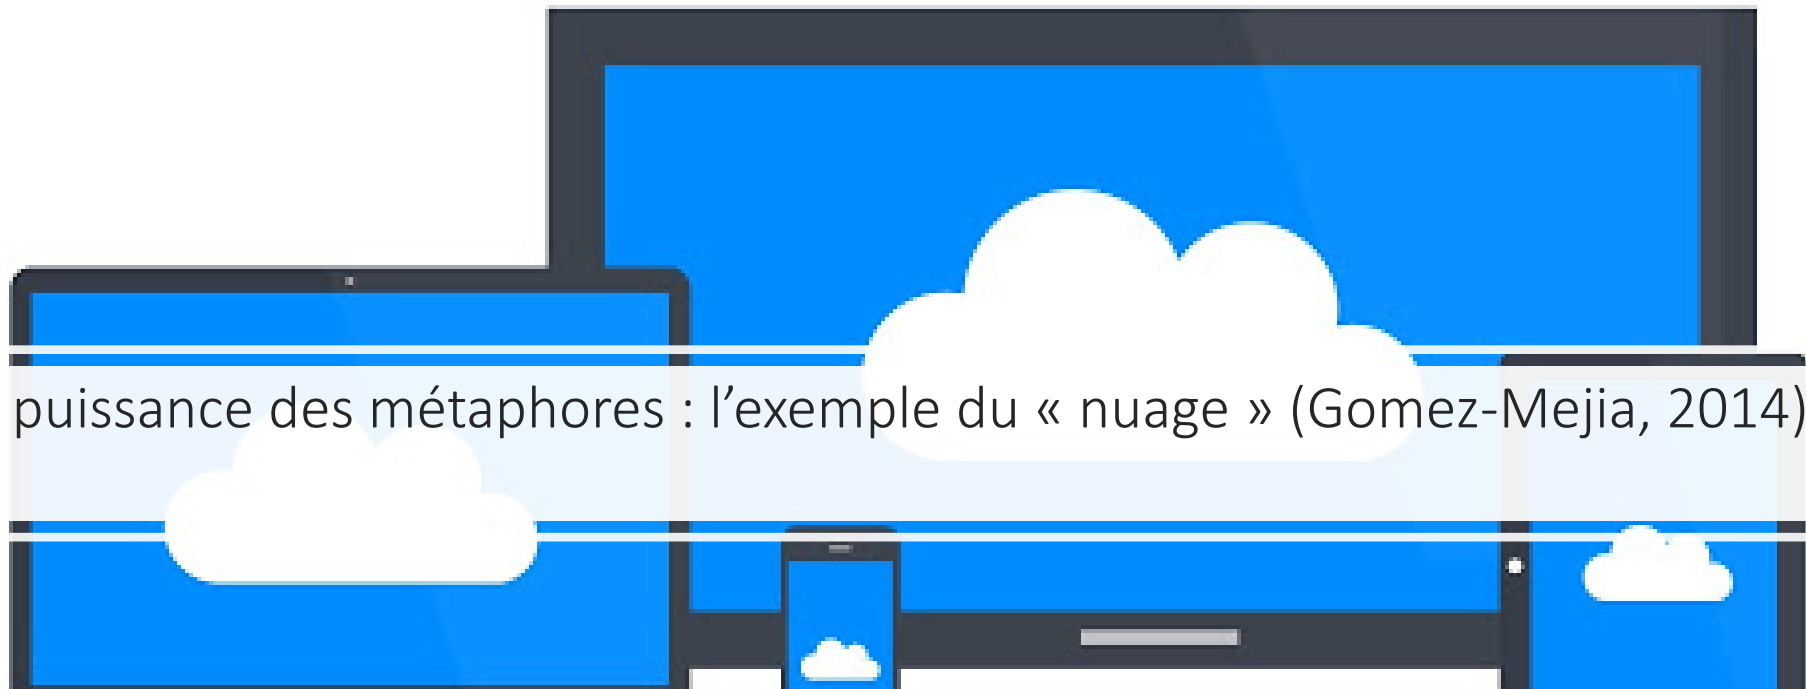 puissance des métaphores : l’exemple du « nuage » (Gomez-Mejia, 2014)